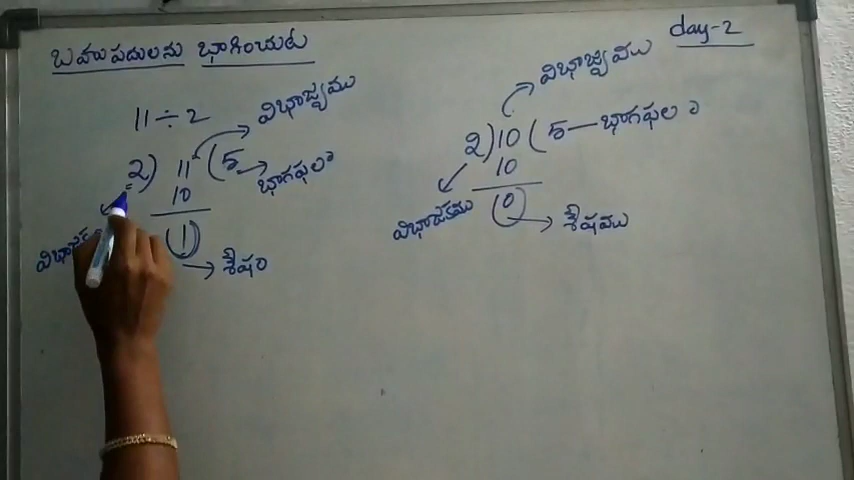 day-2
బహుపదులను భాగించుట
11 ÷ 2
విభాజ్యము
2) 11 (5
భాగఫలం
10
(1)
శేషం
విభాజ్యము
2) 10 (5 — భాగఫలం
10
(0)
విభాజకము
శేషము